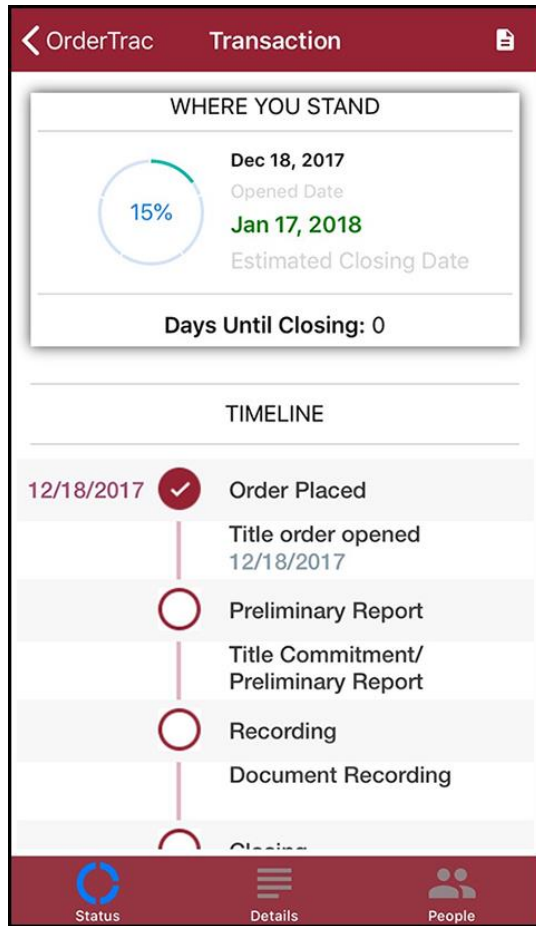 OrderTrac Transaction
WHERE YOU STAND
15%
Dec 18, 2017
Opened Date
Jan 17, 2018
Estimated Closing Date
Days Until Closing: 0
TIMELINE
12/18/2017 Order Placed
Title order opened
12/18/2017
Preliminary Report
Title Commitment/
Preliminary Report
Recording
Document Recording
Closing
Status Details People